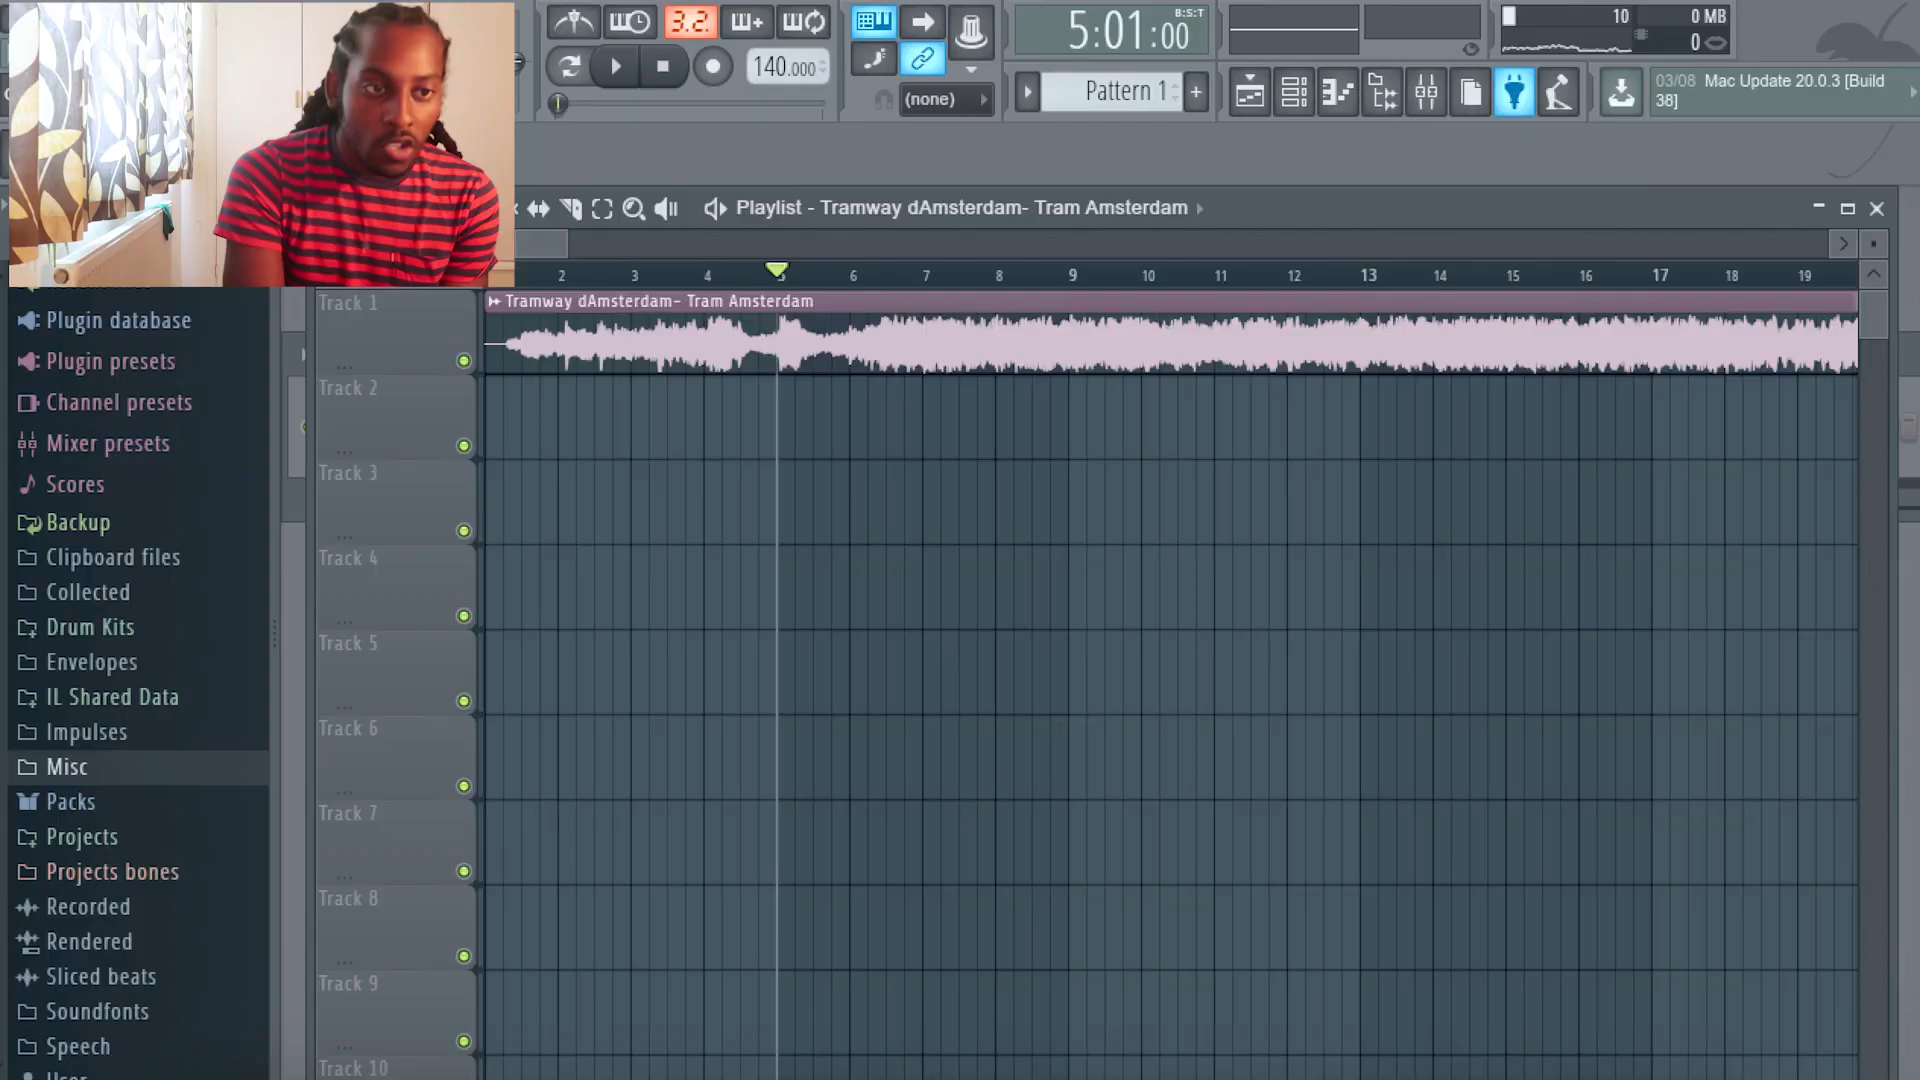 3.2.
140.000
(none)
5:01:00
B:S:T
Pattern 1
+
10
0 MB
0
03/08 Mac Update 20.0.3 [Build
38]
Playlist - Tramway dAmsterdam- Tram Amsterdam
2 3 4 5 6 7 8 9 10 11 12 13 14 15 16 17 18 19
Tramway dAmsterdam- Tram Amsterdam
Track 1
Track 2
Track 3
Track 4
Track 5
Track 6
Track 7
Track 8
Track 9
Track 10
Plugin database
Plugin presets
Channel presets
Mixer presets
Scores
Backup
Clipboard files
Collected
Drum Kits
Envelopes
IL Shared Data
Impulses
Misc
Packs
Projects
Projects bones
Recorded
Rendered
Sliced beats
Soundfonts
Speech